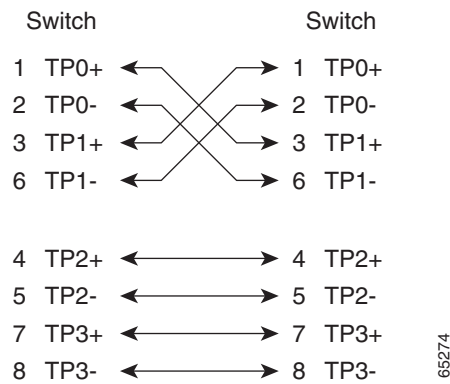 Switch Switch
1 TP0+ 1 TP0+
2 TP0- 2 TP0-
3 TP1+ 3 TP1+
6 TP1- 6 TP1-
4 TP2+ 4 TP2+
5 TP2- 5 TP2-
7 TP3+ 7 TP3+
8 TP3- 8 TP3-
65274